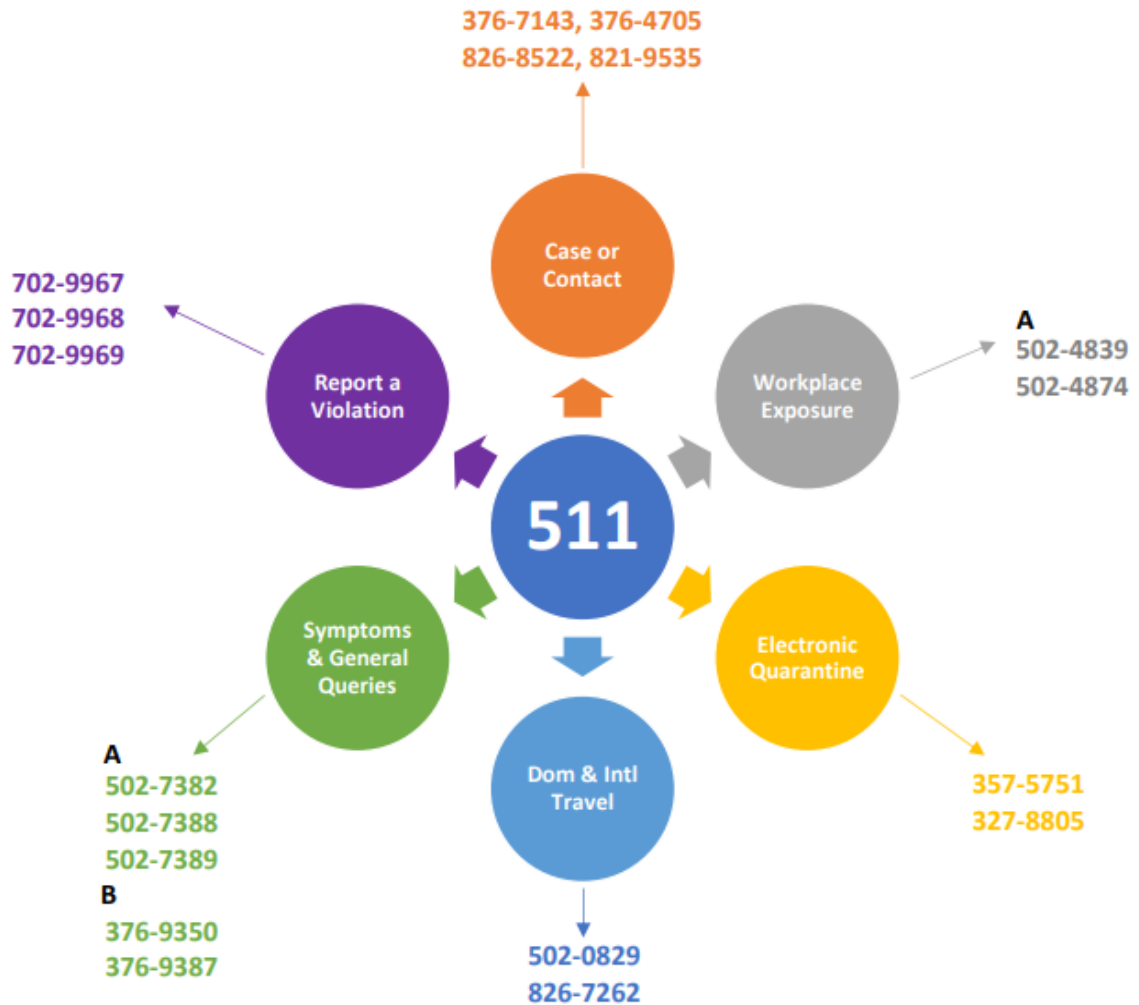 376-7143, 376-4705
826-8522, 821-9535
Case or
Contact
702-9967
702-9968
702-9969
Report a
Violation
Workplace
Exposure
A
502-4839
502-4874
511
Symptoms
& General
Queries
Electronic
Quarantine
A
502-7382
502-7388
502-7389
B
376-9350
376-9387
Dom & Intl
Travel
502-0829
826-7262
357-5751
327-8805